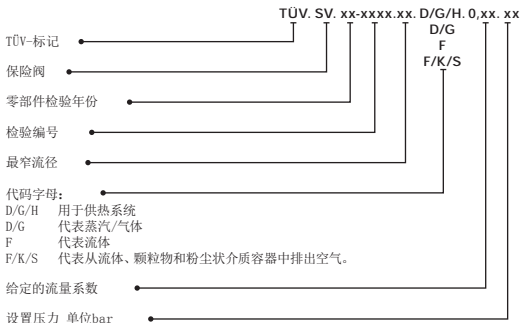 TÜV. SV. xx-xxxx.xx. D/G/H. 0,xx. xx
D/G
F
F/K/S
TÜV-标记
保险阀
零部件检验年份
检验编号
最窄流径
代码字母：
D/G/H 用于供热系统
D/G 代表蒸汽/气体
F 代表流体
F/K/S 代表从流体、颗粒物和粉尘状介质容器中排出空气。
给定的流量系数
设置压力 单位bar